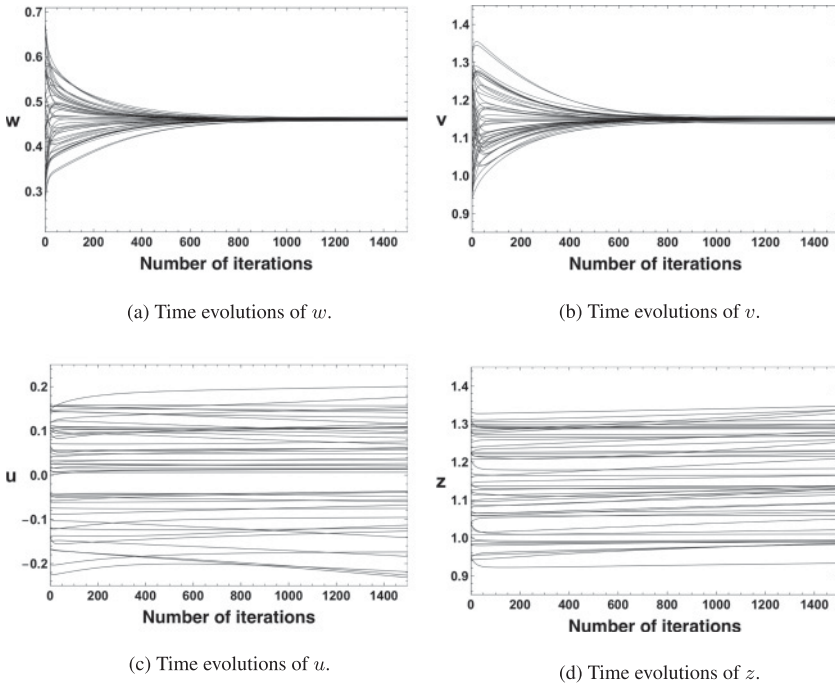 0.7
0.6
0.5
w
0.4
0.3
0 200 400 600 800 1000 1200 1400
Number of iterations
(a) Time evolutions of w.
1.4
1.3
1.2
v
1.1
1.0
0.9
0 200 400 600 800 1000 1200 1400
Number of iterations
(b) Time evolutions of v.
0.2
0.1
u
0.0
−0.1
−0.2
0 200 400 600 800 1000 1200 1400
Number of iterations
(c) Time evolutions of u.
1.4
1.3
1.2
z
1.1
1.0
0.9
0 200 400 600 800 1000 1200 1400
Number of iterations
(d) Time evolutions of z.